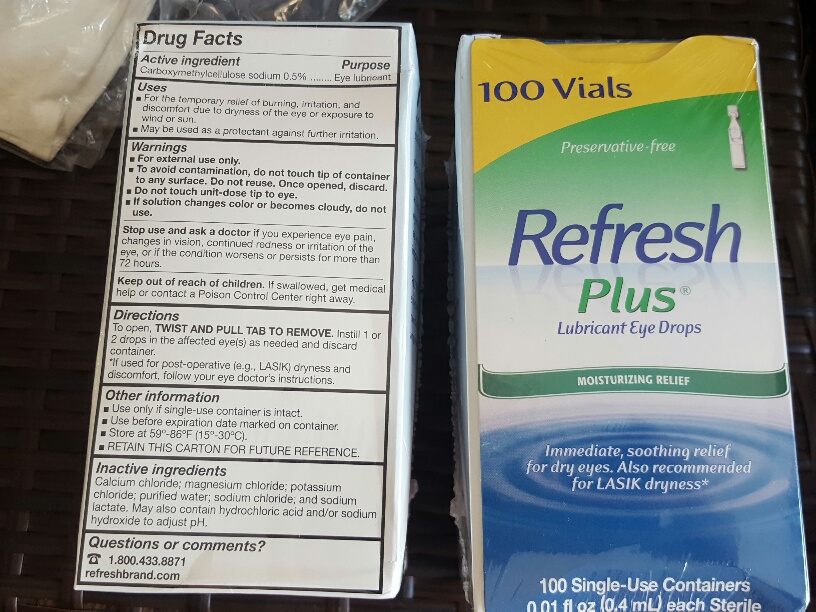 Drug Facts
Active ingredient Purpose
Carboxymethylcellulose sodium 0.5% ........ Eye lubricant
Uses
▪ For the temporary relief of burning, irritation, and
discomfort due to dryness of the eye or exposure to
wind or sun.
▪ May be used as a protectant against further irritation.
Warnings
▪ For external use only.
▪ To avoid contamination, do not touch tip of container
to any surface. Do not reuse. Once opened, discard.
▪ Do not touch unit-dose tip to eye.
▪ If solution changes color or becomes cloudy, do not
use.
Stop use and ask a doctor if you experience eye pain,
changes in vision, continued redness or irritation of the
eye, or if the condition worsens or persists for more than
72 hours.
Keep out of reach of children. If swallowed, get medical
help or contact a Poison Control Center right away.
Directions
To open, TWIST AND PULL TAB TO REMOVE. Instill 1 or
2 drops in the affected eye(s) as needed and discard
container.
*If used for post-operative (e.g., LASIK) dryness and
discomfort, follow your eye doctor's instructions.
Other information
▪ Use only if single-use container is intact.
▪ Use before expiration date marked on container.
▪ Store at 59º-86ºF (15º-30ºC).
▪ RETAIN THIS CARTON FOR FUTURE REFERENCE.
Inactive ingredients
Calcium chloride; magnesium chloride; potassium
chloride; purified water; sodium chloride; and sodium
lactate. May also contain hydrochloric acid and/or sodium
hydroxide to adjust pH.
Questions or comments?
☎ 1.800.433.8871
refreshbrand.com
100 Vials
Preservative-free
Refresh
Plus®
Lubricant Eye Drops
MOISTURIZING RELIEF
Immediate, soothing relief
for dry eyes. Also recommended
for LASIK dryness*
100 Single-Use Containers
0.01 fl oz (0.4 mL) each Sterile